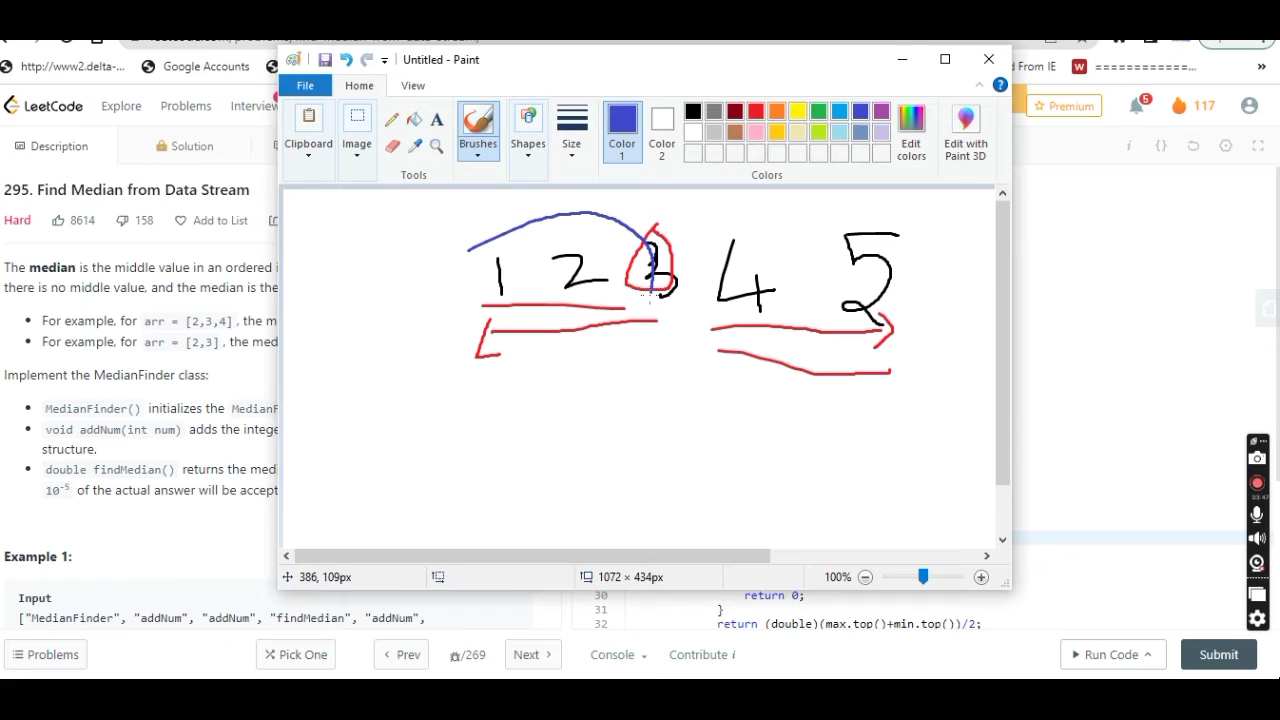 http://www2.delta-...
Google Accounts
d From IE
============...
»
Untitled - Paint
File
Home
View
LeetCode
Explore
Problems
Interview
Premium
5
117
Clipboard
Image
Brushes
Shapes
Size
Color 1
Color 2
Edit colors
Edit with Paint 3D
Tools
Colors
Description
Solution
295. Find Median from Data Stream
Hard
8614
158
Add to List
The median is the middle value in an ordered i
there is no middle value, and the median is the
For example, for arr = [2,3,4], the m
For example, for arr = [2,3], the med
Implement the MedianFinder class:
MedianFinder() initializes the MedianF
void addNum(int num) adds the intege
structure.
double findMedian() returns the med
10-5 of the actual answer will be accept
1 2 3 4 5
386, 109px
1072 × 434px
100%
Example 1:
Input
["MedianFinder", "addNum", "addNum", "findMedian", "addNum",
30 return 0;
31 }
32 return (double)(max.top()+min.top())/2;
03:47
Problems
Pick One
Prev
/269
Next
Console
Contribute i
Run Code
Submit